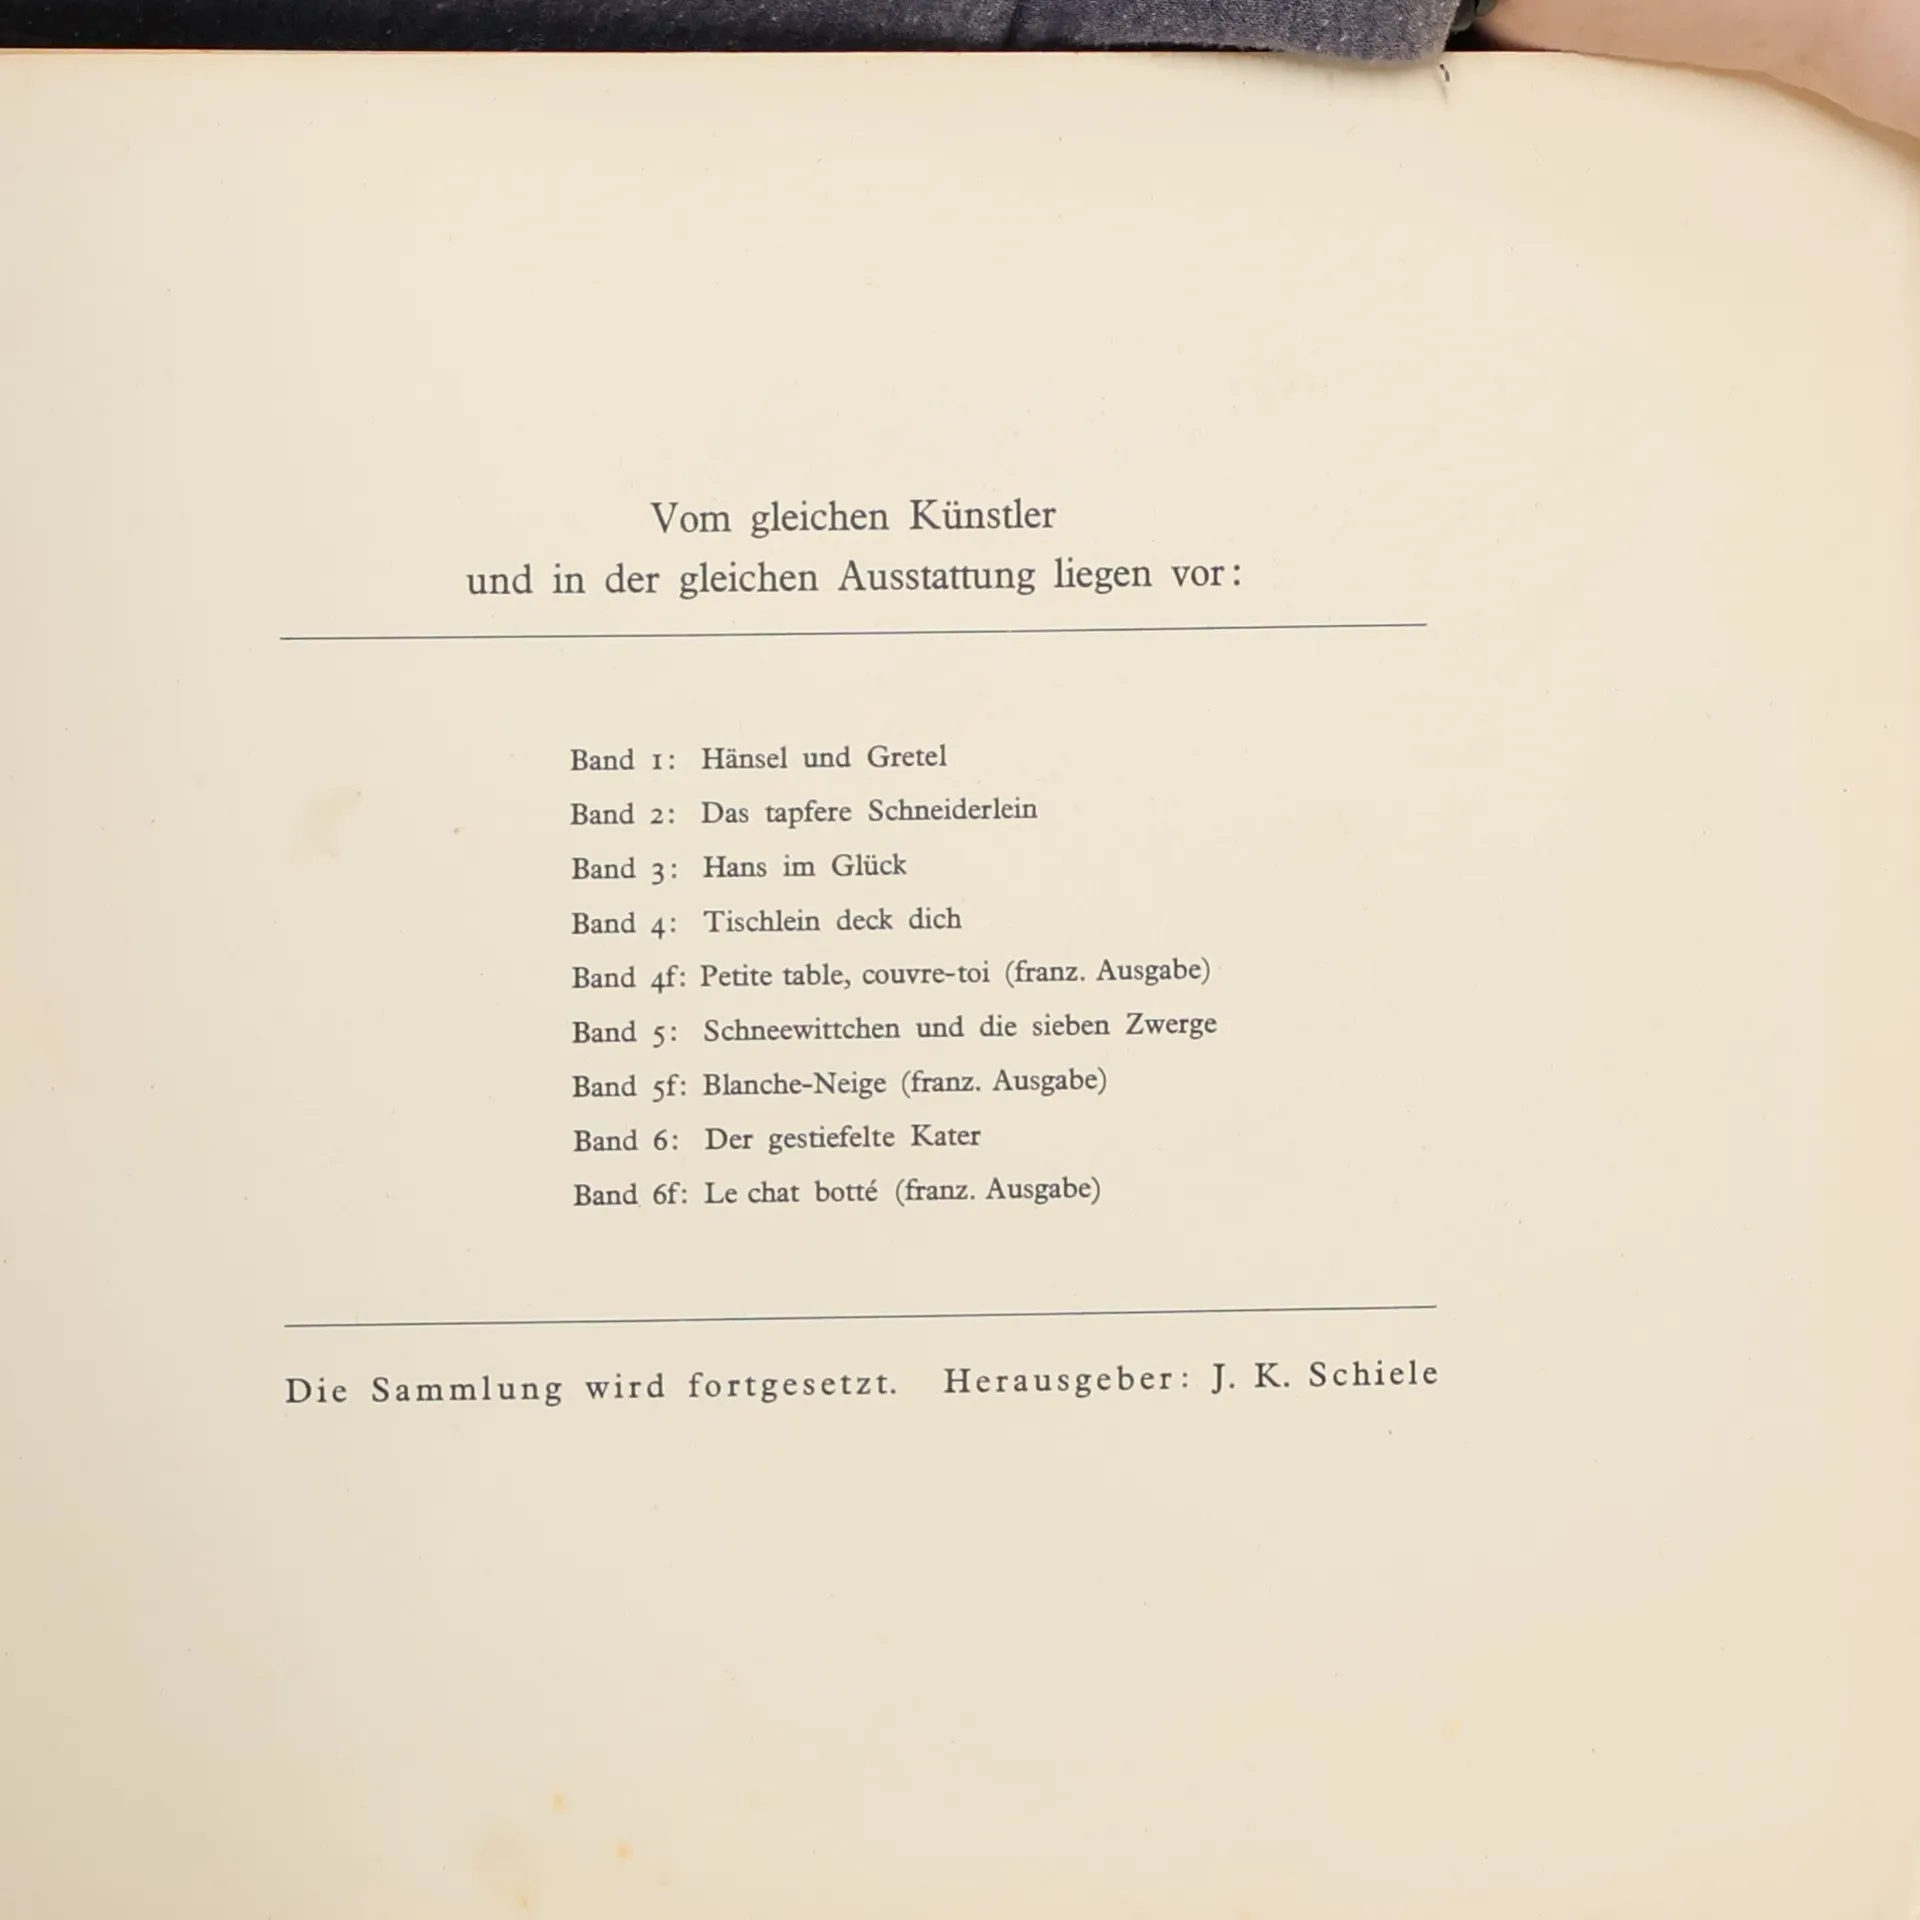 Vom gleichen Künstler
und in der gleichen Ausstattung liegen vor:
Band 1: Hänsel und Gretel
Band 2: Das tapfere Schneiderlein
Band 3: Hans im Glück
Band 4: Tischlein deck dich
Band 4f: Petite table, couvre-toi (franz. Ausgabe)
Band 5: Schneewittchen und die sieben Zwerge
Band 5f: Blanche-Neige (franz. Ausgabe)
Band 6: Der gestiefelte Kater
Band 6f: Le chat botté (franz. Ausgabe)
Die Sammlung wird fortgesetzt. Herausgeber: J. K. Schiele